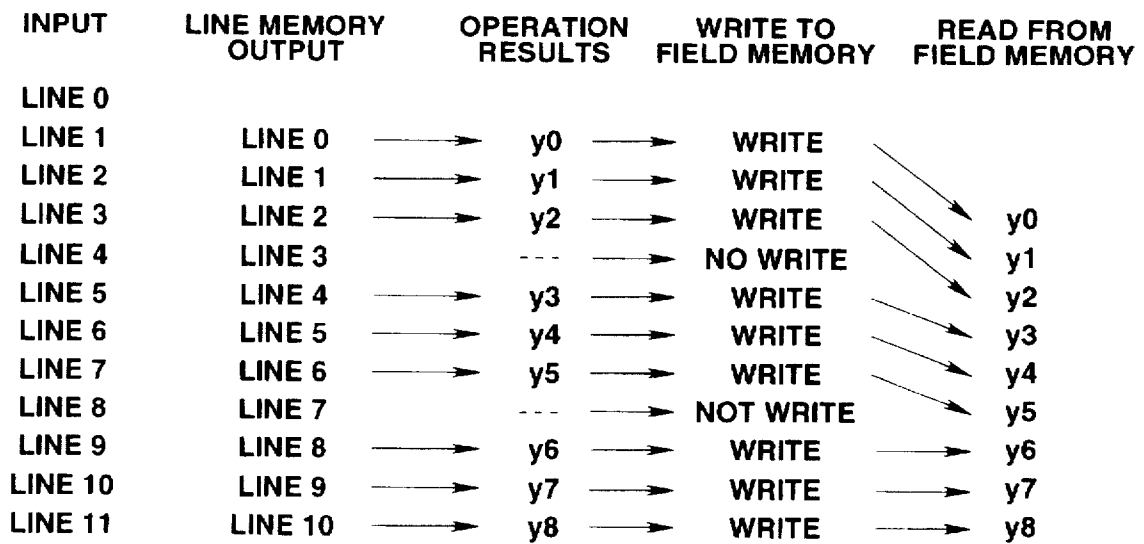 INPUT LINE MEMORY OUTPUT OPERATION RESULTS WRITE TO FIELD MEMORY READ FROM FIELD MEMORY
LINE 0
LINE 1 LINE 0 y0 WRITE
LINE 2 LINE 1 y1 WRITE
LINE 3 LINE 2 y2 WRITE y0
LINE 4 LINE 3 --- NO WRITE y1
LINE 5 LINE 4 y3 WRITE y2
LINE 6 LINE 5 y4 WRITE y3
LINE 7 LINE 6 y5 WRITE y4
LINE 8 LINE 7 --- NOT WRITE y5
LINE 9 LINE 8 y6 WRITE y6
LINE 10 LINE 9 y7 WRITE y7
LINE 11 LINE 10 y8 WRITE y8